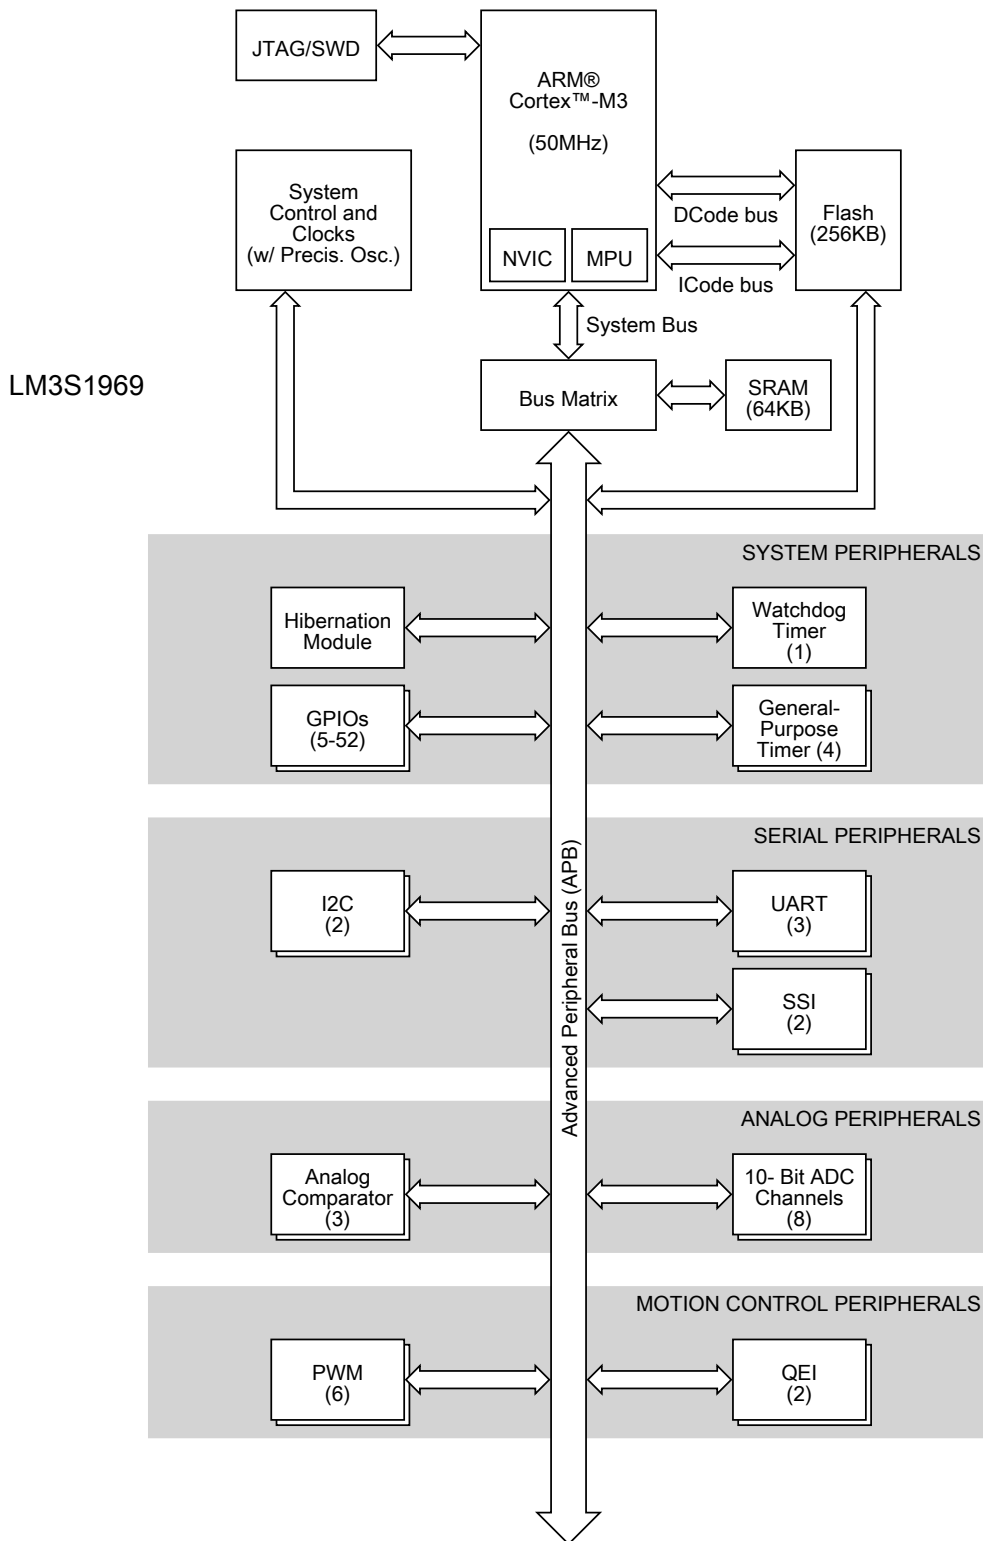 JTAG/SWD
ARM®
Cortex™-M3
(50MHz)
NVIC
MPU
System
Control and
Clocks
(w/ Precis. Osc.)
DCode bus
ICode bus
Flash
(256KB)
System Bus
LM3S1969
Bus Matrix
SRAM
(64KB)
SYSTEM PERIPHERALS
Hibernation
Module
Watchdog
Timer
(1)
GPIOs
(5-52)
General-
Purpose
Timer (4)
Advanced Peripheral Bus (APB)
SERIAL PERIPHERALS
I2C
(2)
UART
(3)
SSI
(2)
ANALOG PERIPHERALS
Analog
Comparator
(3)
10- Bit ADC
Channels
(8)
MOTION CONTROL PERIPHERALS
PWM
(6)
QEI
(2)